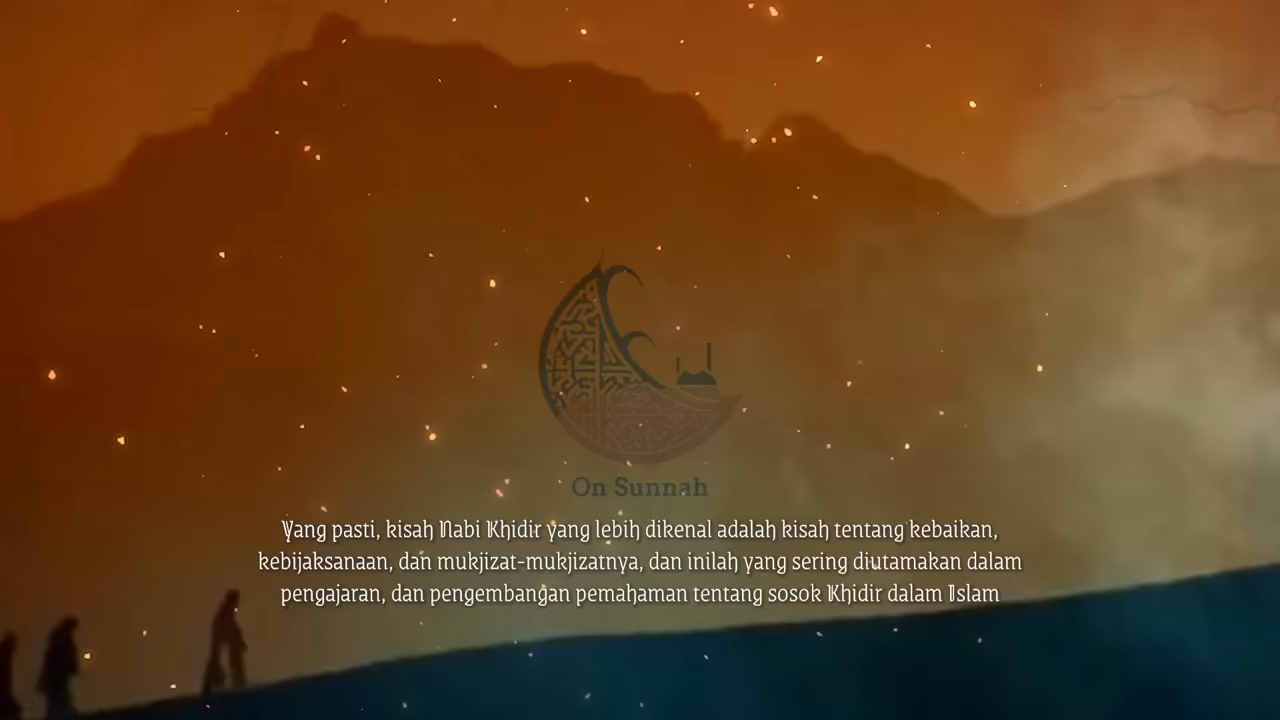 On Sunnah
Yang pasti, kisah Nabi Khidir yang lebih dikenal adalah kisah tentang kebaikan,
kebijaksanaan, dan mukjizat-mukjizatnya, dan inilah yang sering diutamakan dalam
pengajaran, dan pengembangan pemahaman tentang sosok Khidir dalam Islam